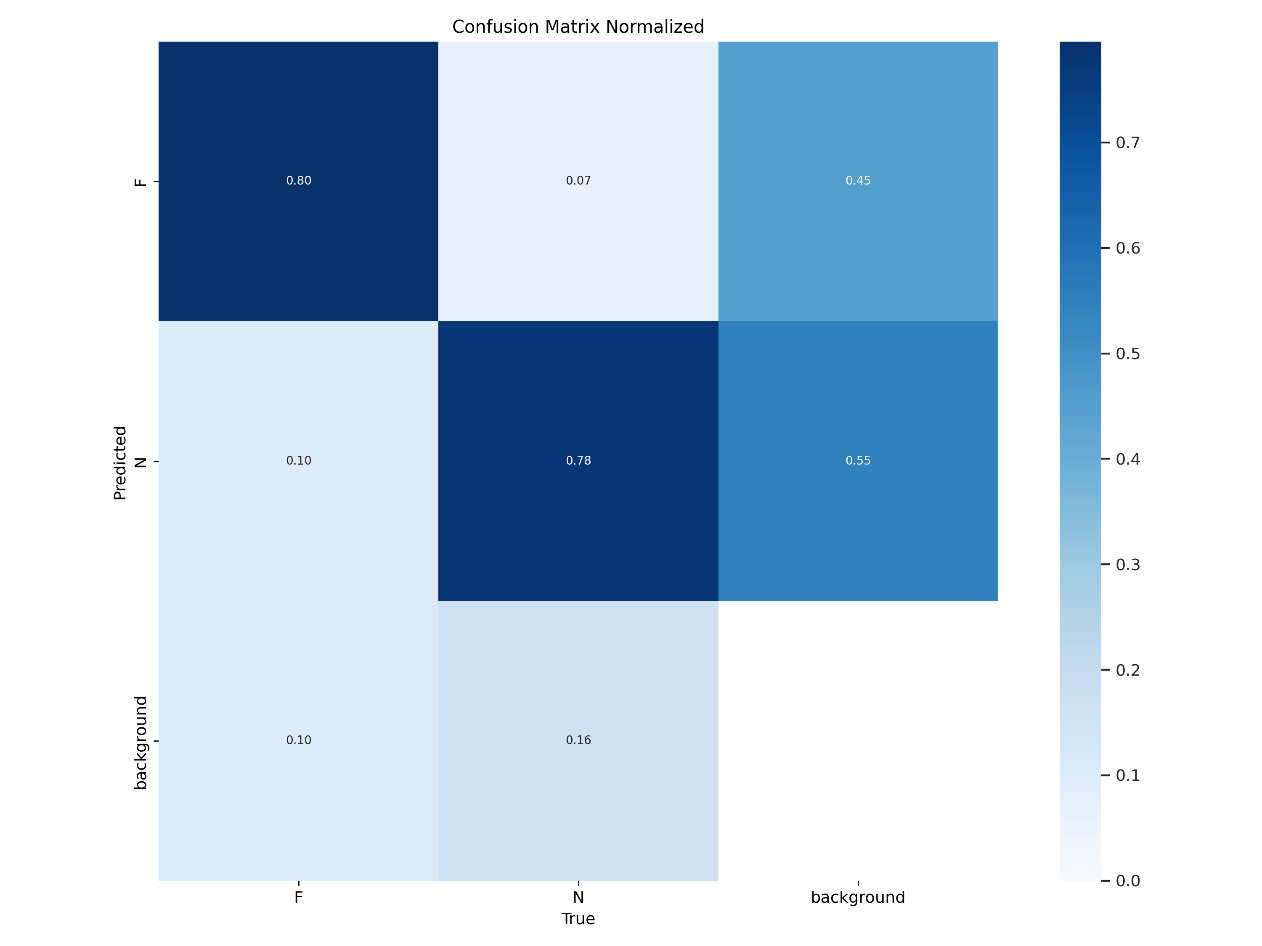 Confusion Matrix Normalized
F
0.80
0.07
0.45
N
0.10
0.78
0.55
background
0.10
0.16
Predicted
F
N
background
True
0.7
0.6
0.5
0.4
0.3
0.2
0.1
0.0